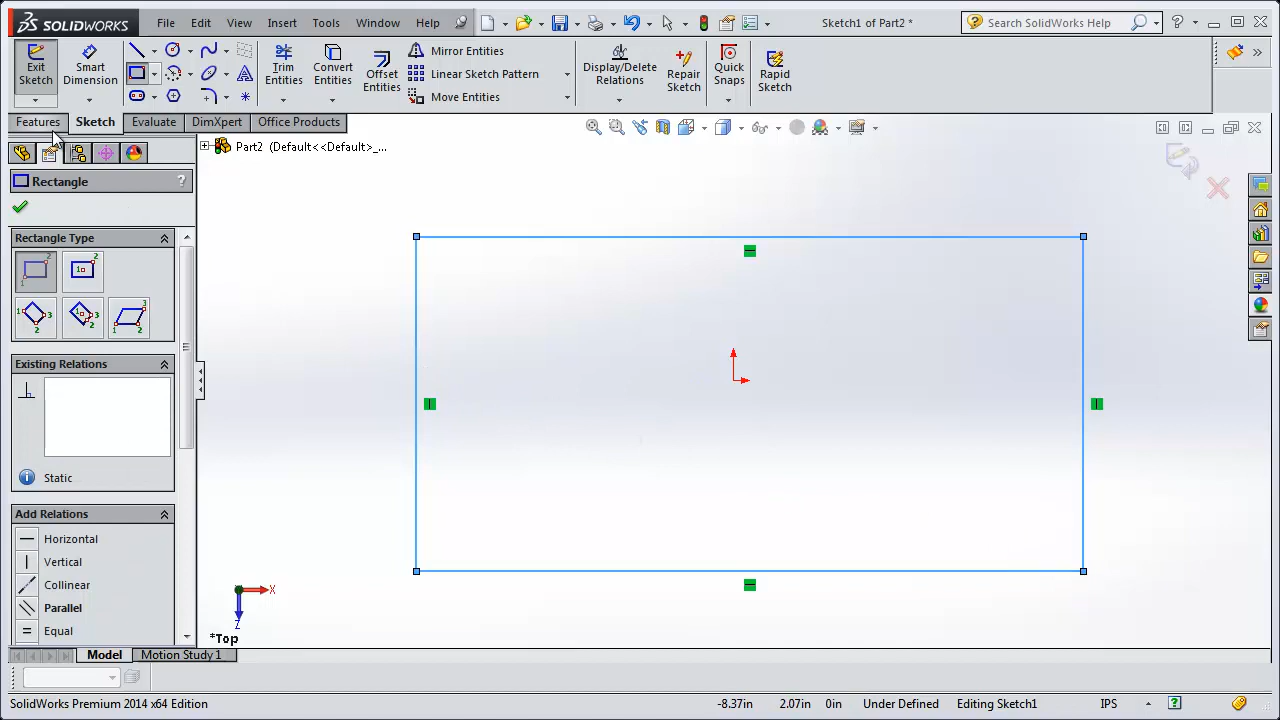 SOLIDWORKS File Edit View Insert Tools Window Help Sketch1 of Part2 * Search SolidWorks Help
Exit Sketch
Smart Dimension
Trim Entities
Convert Entities
Offset Entities
Mirror Entities
Linear Sketch Pattern
Move Entities
Display/Delete Relations
Repair Sketch
Quick Snaps
Rapid Sketch
Features Sketch Evaluate DimXpert Office Products
Part2 (Default<<Default>_...
Rectangle ?
Rectangle Type
Existing Relations
Static
Add Relations
Horizontal
Vertical
Collinear
Parallel
Equal
X
Z
*Top
Model Motion Study 1
SolidWorks Premium 2014 x64 Edition -8.37in 2.07in 0in Under Defined Editing Sketch1 IPS